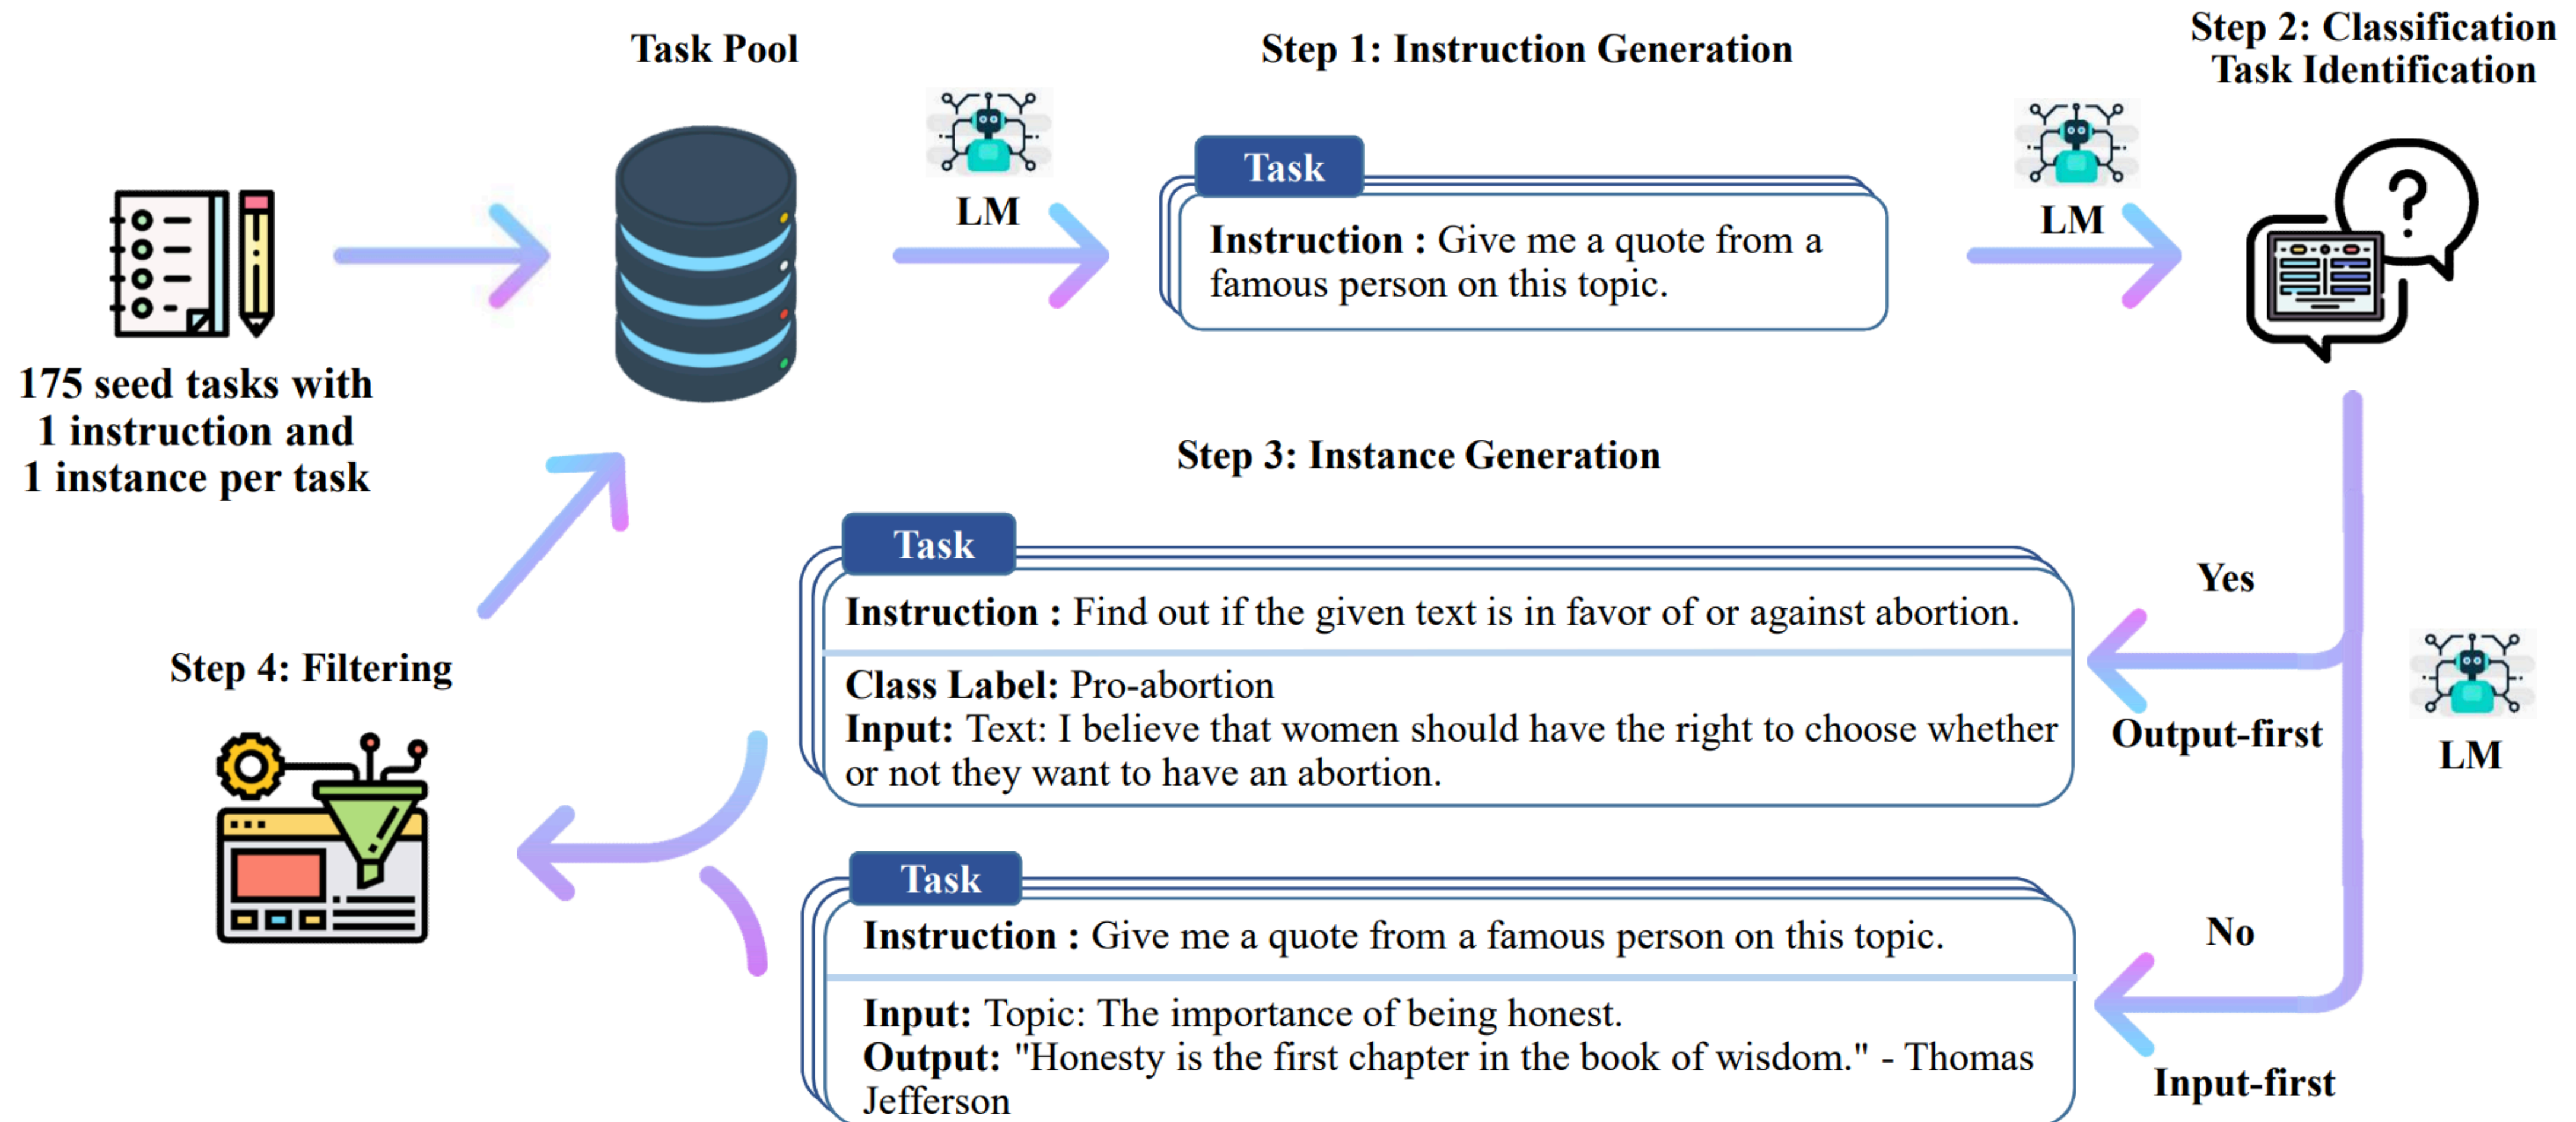 Task Pool
Step 1: Instruction Generation
Step 2: Classification
Task Identification
LM
LM
Task
Instruction : Give me a quote from a
famous person on this topic.
175 seed tasks with
1 instruction and
1 instance per task
Step 3: Instance Generation
Task
Instruction : Find out if the given text is in favor of or against abortion.
Class Label: Pro-abortion
Input: Text: I believe that women should have the right to choose whether
or not they want to have an abortion.
Yes
Output-first
LM
Step 4: Filtering
Task
Instruction : Give me a quote from a famous person on this topic.
Input: Topic: The importance of being honest.
Output: "Honesty is the first chapter in the book of wisdom." - Thomas
Jefferson
No
Input-first